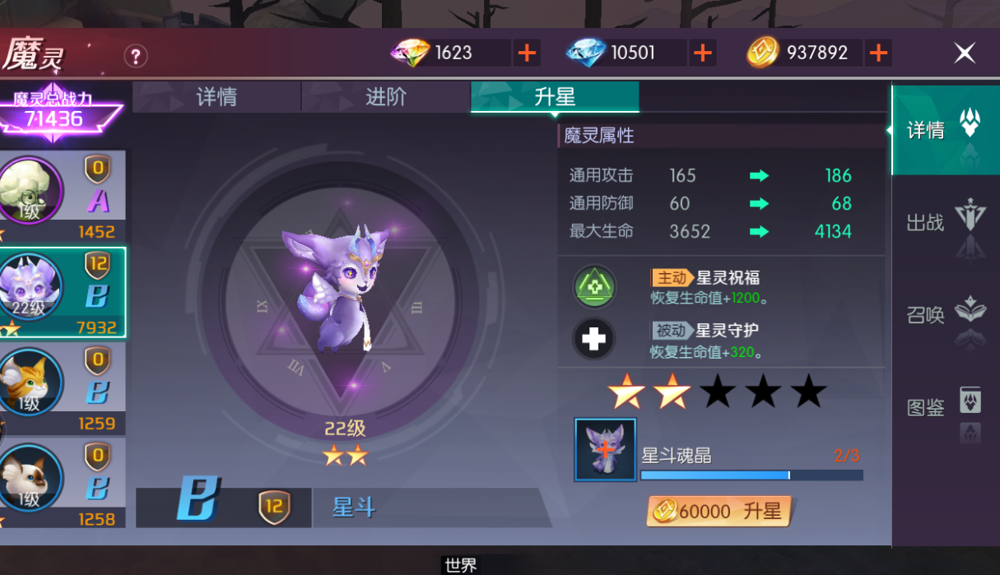 魔灵
?
1623
10501
937892
魔灵总战力
71436
详情
进阶
升星
0
A
1级
1452
12
B
22级
7932
0
B
1级
1259
0
B
1级
1258
IX
III
VII
V
22级
B
12
星斗
魔灵属性
通用攻击 165 186
通用防御 60 68
最大生命 3652 4134
主动 星灵祝福
恢复生命值+1200。
被动 星灵守护
恢复生命值+320。
星斗魂晶 2/3
60000 升星
详情
出战
召唤
图鉴
世界